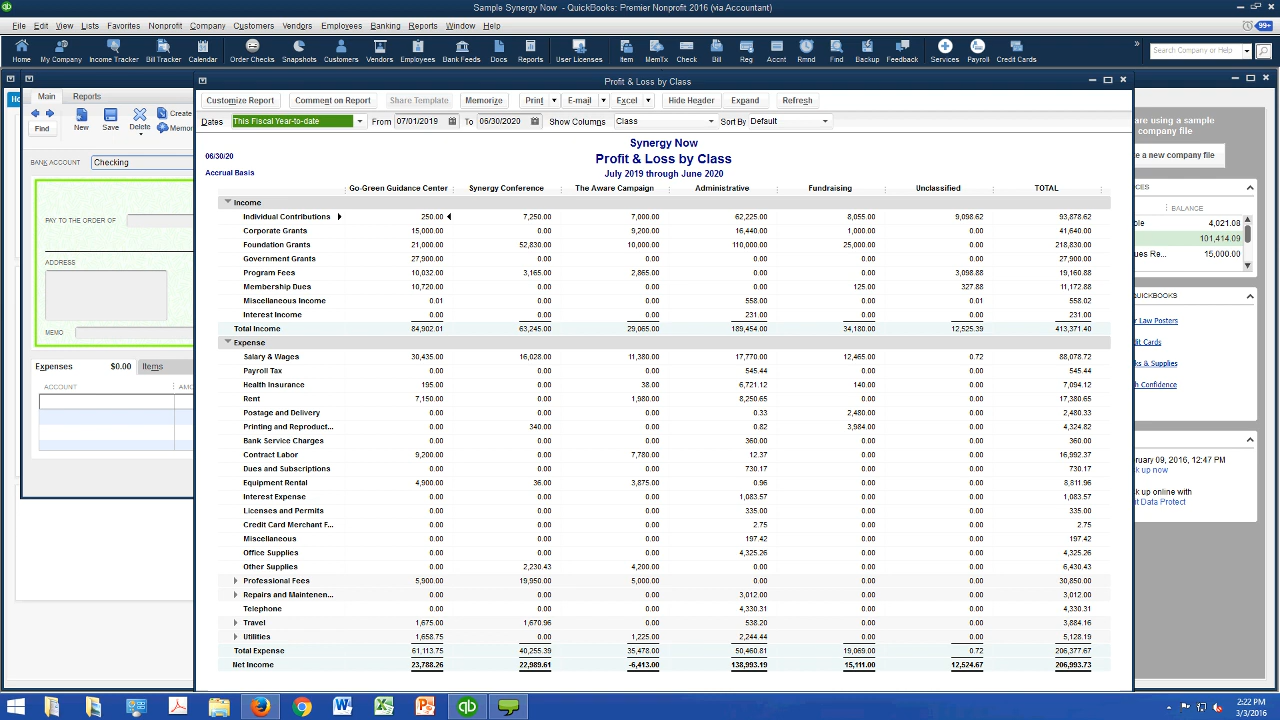 Sample Synergy Now - QuickBooks: Premier Nonprofit 2016 (via Accountant)
File Edit View Lists Favorites Nonprofit Company Customers Vendors Employees Banking Reports Window Help 99+
Home My Company Income Tracker Bill Tracker Calendar Order Checks Snapshots Customers Vendors Employees Bank Feeds Docs Reports User Licenses Item MemTx Check Bill Reg Accnt Rmdr Find Backup Feedback Services Payroll Credit Cards Search Company or Help
Profit & Loss by Class
Customize Report Comment on Report Share Template Memorize Print E-mail Excel Hide Header Expand Refresh
Dates This Fiscal Year-to-date From 07/01/2019 To 06/30/2020 Show Columns Class Sort By Default
Synergy Now
06/30/20 Profit & Loss by Class
Accrual Basis July 2019 through June 2020
Go-Green Guidance Center Synergy Conference The Aware Campaign Administrative Fundraising Unclassified TOTAL
Income
Individual Contributions 250.00 7,250.00 7,000.00 62,225.00 8,055.00 9,098.62 93,878.62
Corporate Grants 15,000.00 0.00 9,200.00 16,440.00 1,000.00 0.00 41,640.00
Foundation Grants 21,000.00 52,830.00 10,000.00 110,000.00 25,000.00 0.00 218,830.00
Government Grants 27,900.00 0.00 0.00 0.00 0.00 0.00 27,900.00
Program Fees 10,032.00 3,165.00 2,865.00 0.00 0.00 3,098.88 19,160.88
Membership Dues 10,720.00 0.00 0.00 0.00 125.00 327.88 11,172.88
Miscellaneous Income 0.01 0.00 0.00 558.00 0.00 0.01 558.02
Interest Income 0.00 0.00 0.00 231.00 0.00 0.00 231.00
Total Income 84,902.01 63,245.00 29,065.00 189,454.00 34,180.00 12,525.39 413,371.40
Expense
Salary & Wages 30,435.00 16,028.00 11,380.00 17,770.00 12,465.00 0.72 88,078.72
Payroll Tax 0.00 0.00 0.00 545.44 0.00 0.00 545.44
Health Insurance 195.00 0.00 38.00 6,721.12 140.00 0.00 7,094.12
Rent 7,150.00 0.00 1,980.00 8,250.65 0.00 0.00 17,380.65
Postage and Delivery 0.00 0.00 0.00 0.33 2,480.00 0.00 2,480.33
Printing and Reproduct... 0.00 340.00 0.00 0.82 3,984.00 0.00 4,324.82
Bank Service Charges 0.00 0.00 0.00 360.00 0.00 0.00 360.00
Contract Labor 9,200.00 0.00 7,780.00 12.37 0.00 0.00 16,992.37
Dues and Subscriptions 0.00 0.00 0.00 730.17 0.00 0.00 730.17
Equipment Rental 4,900.00 36.00 3,875.00 0.96 0.00 0.00 8,811.96
Interest Expense 0.00 0.00 0.00 1,083.57 0.00 0.00 1,083.57
Licenses and Permits 0.00 0.00 0.00 335.00 0.00 0.00 335.00
Credit Card Merchant F... 0.00 0.00 0.00 2.75 0.00 0.00 2.75
Miscellaneous 0.00 0.00 0.00 197.42 0.00 0.00 197.42
Office Supplies 0.00 0.00 0.00 4,325.26 0.00 0.00 4,325.26
Other Supplies 0.00 2,230.43 4,200.00 0.00 0.00 0.00 6,430.43
Professional Fees 5,900.00 19,950.00 5,000.00 0.00 0.00 0.00 30,850.00
Repairs and Maintenen... 0.00 0.00 0.00 3,012.00 0.00 0.00 3,012.00
Telephone 0.00 0.00 0.00 4,330.31 0.00 0.00 4,330.31
Travel 1,675.00 1,670.96 0.00 538.20 0.00 0.00 3,884.16
Utilities 1,658.75 0.00 1,225.00 2,244.44 0.00 0.00 5,128.19
Total Expense 61,113.75 40,255.39 35,478.00 50,460.81 19,069.00 0.72 206,377.67
Net Income 23,788.26 22,989.61 -6,413.00 138,993.19 15,111.00 12,524.67 206,993.73
Ho
Main Reports
Find New Save Delete Create Memor
BANK ACCOUNT Checking
PAY TO THE ORDER OF
ADDRESS
MEMO
Expenses $0.00 Items
ACCOUNT AMO
are using a sample
company file
e a new company file
CES
BALANCE
ble 4,021.08
101,414.09
ues Re... 15,000.00
QUICKBOOKS
r Law Posters
dit Cards
ks & Supplies
h Confidence
ruary 09, 2016, 12:47 PM
ck up now
ck up online with
it Data Protect
2:22 PM
3/3/2016